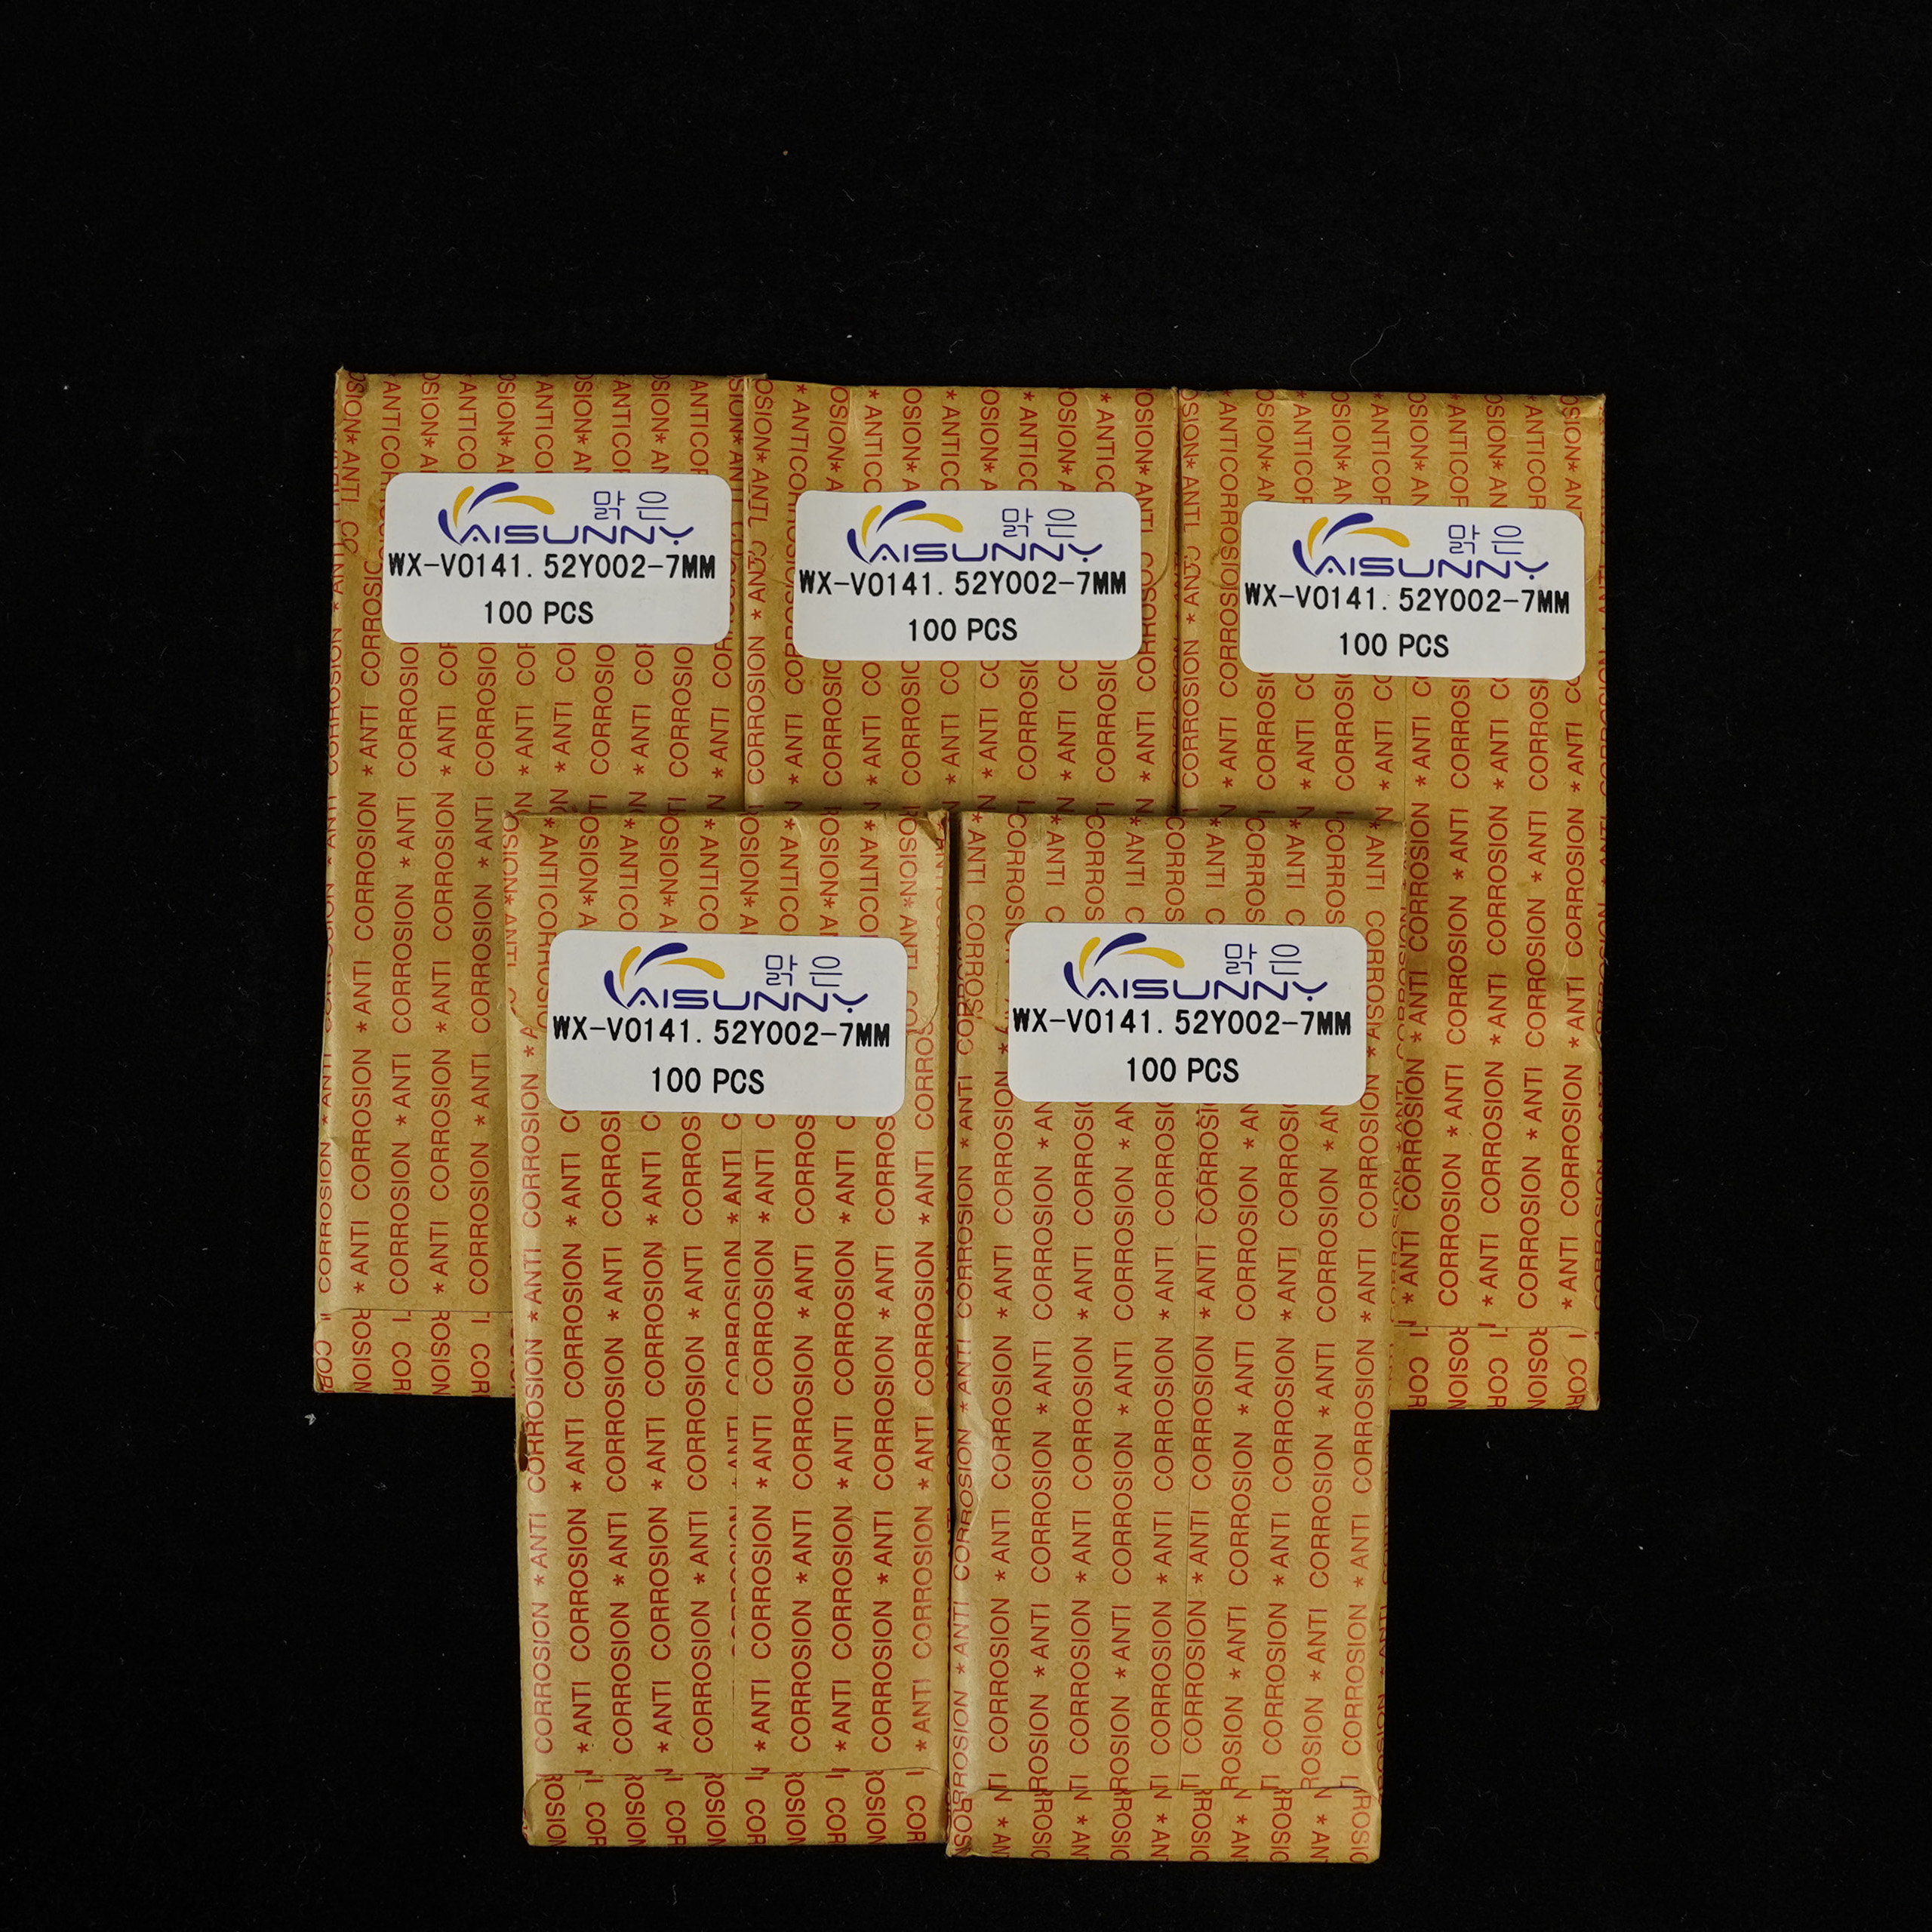 맑은
AISUNNY
WX-V0141. 52Y002-7MM
100 PCS
맑은
AISUNNY
WX-V0141. 52Y002-7MM
100 PCS
맑은
AISUNNY
WX-V0141. 52Y002-7MM
100 PCS
맑은
AISUNNY
WX-V0141. 52Y002-7MM
100 PCS
맑은
AISUNNY
WX-V0141. 52Y002-7MM
100 PCS
*ANTI CORROSION *ANTI CORROSION *ANTI CORROSION